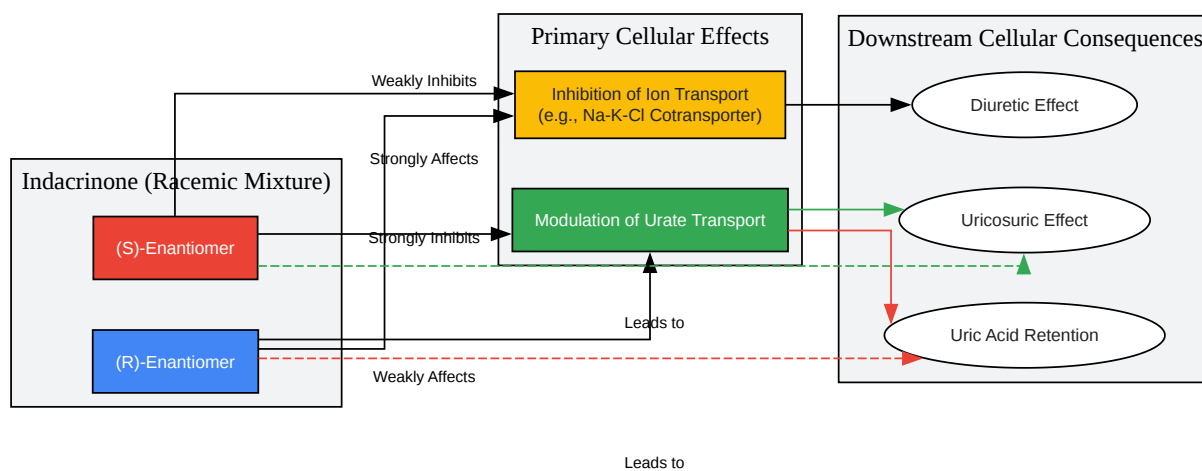 Primary Cellular Effects
Downstream Cellular Consequences
Weakly Inhibits
Inhibition of Ion Transport
(e.g., Na-K-Cl Cotransporter)
Diuretic Effect
Strongly Affects
Indacrinone (Racemic Mixture)
Modulation of Urate Transport
Uricosuric Effect
(S)-Enantiomer
Strongly Inhibits
Leads to
Uric Acid Retention
(R)-Enantiomer
Weakly Affects
Leads to